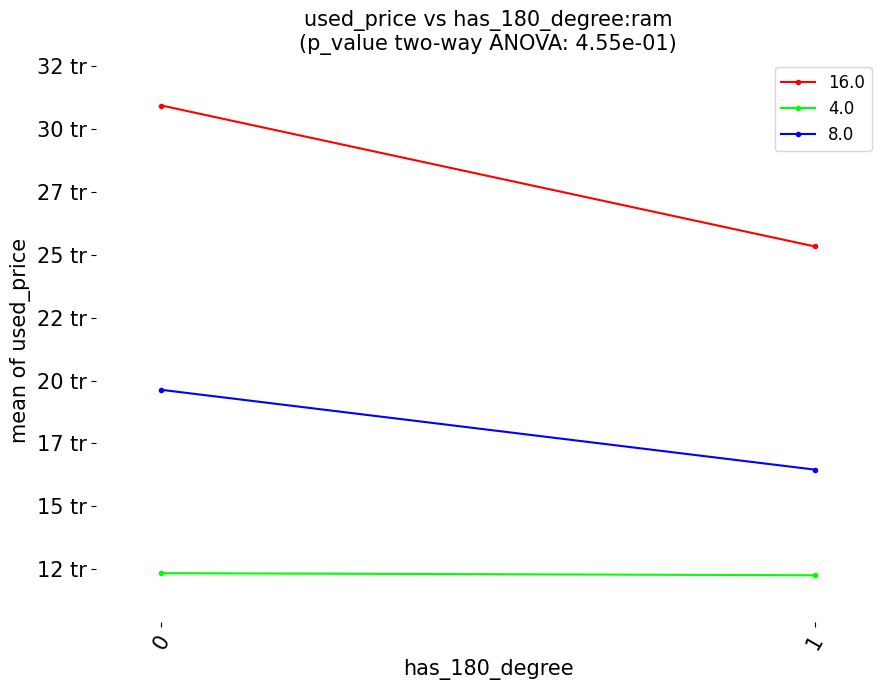 used_price vs has_180_degree:ram
(p_value two-way ANOVA: 4.55e-01)
32 tr
30 tr
27 tr
25 tr
22 tr
20 tr
17 tr
15 tr
12 tr
mean of used_price
16.0
4.0
8.0
0
1
has_180_degree